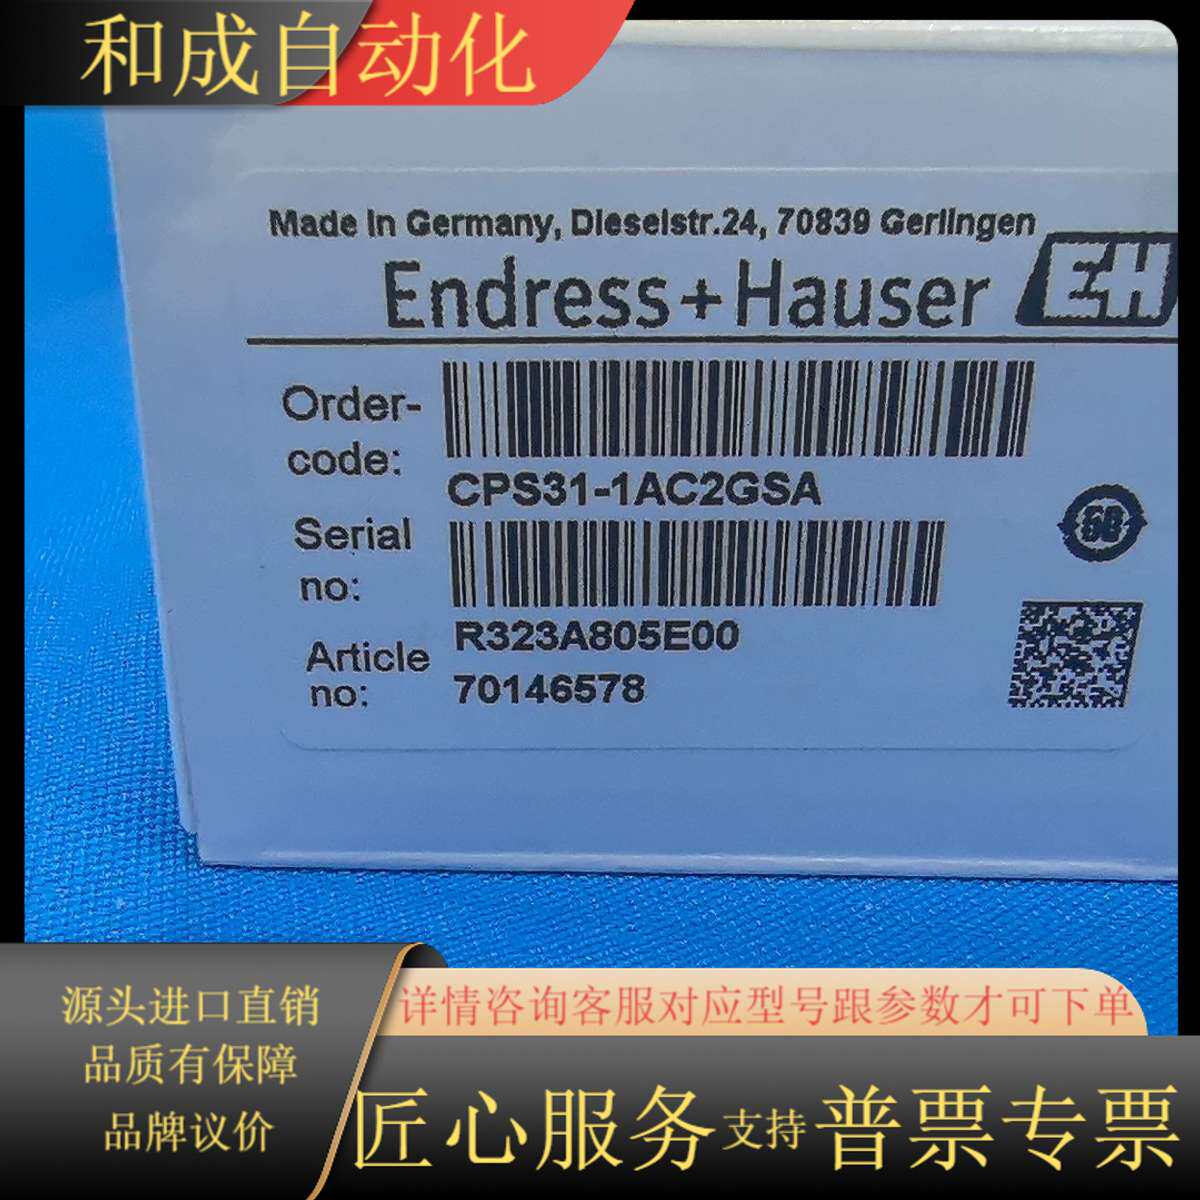 和成自动化
Made in Germany, Dieselstr.24, 70839 Gerlingen
Endress+Hauser EH
Order-
code:
CPS31-1AC2GSA
Serial
no:
R323A805E00
Article
no:
70146578
源头进口直销
品质有保障
品牌议价
详情咨询客服对应型号跟参数才可下单
匠心服务支持普票专票